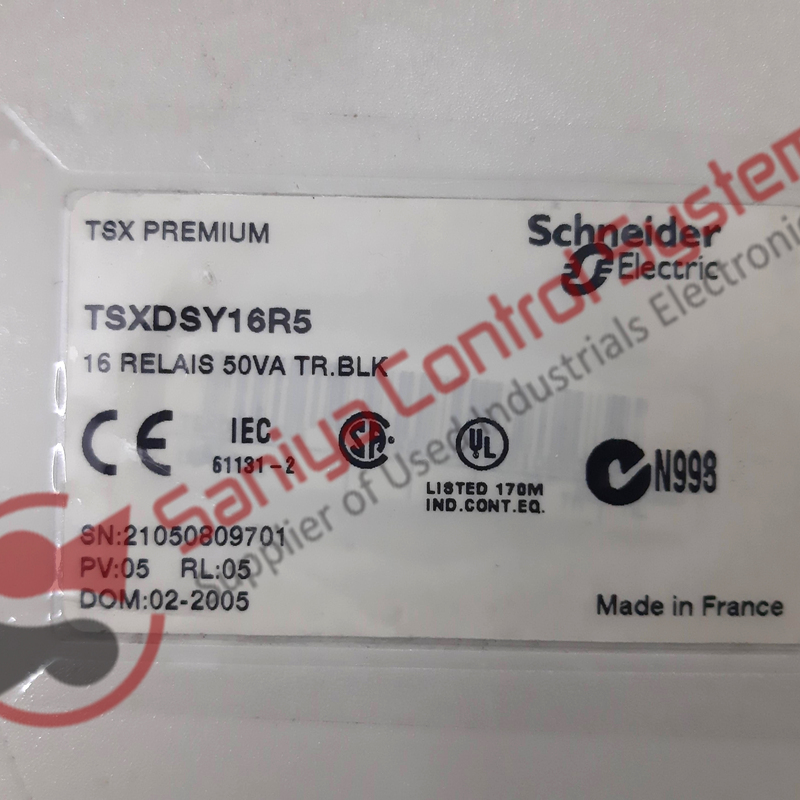 TSX PREMIUM
Schneider
Electric
TSXDSY16R5
16 RELAIS 50VA TR.BLK
CE
IEC
61131-2
SA
UL
LISTED 170M
IND.CONT.EQ.
N998
SN:21050809701
PV:05 RL:05
DOM:02-2005
Made in France
Saniya Control System
Supplier of Used Industrials Electronic